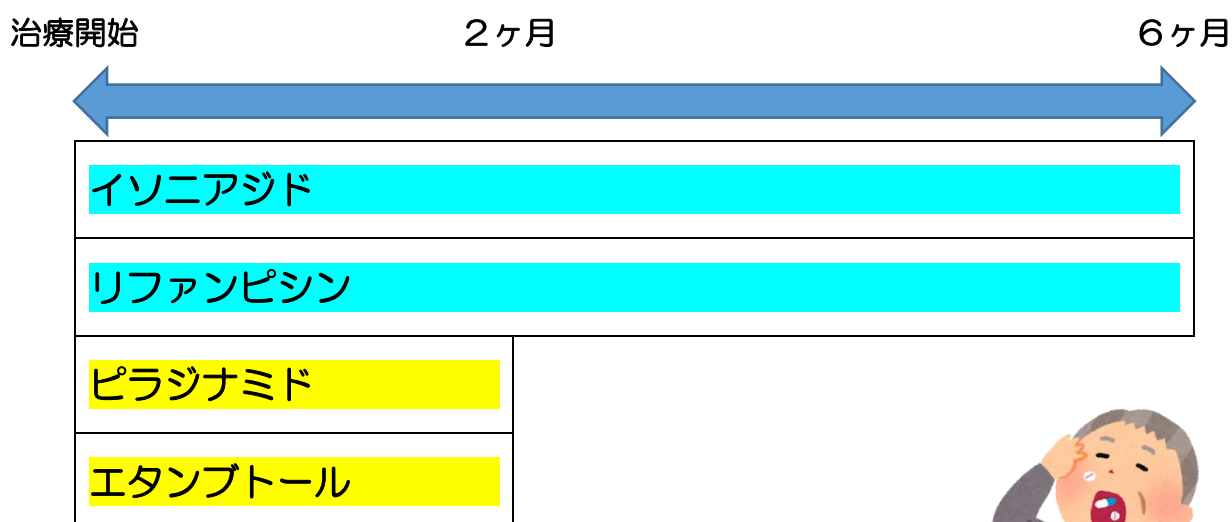 治療開始 2ヶ月 6ヶ月
イソニアジド
リファンピシン
ピラジナミド
エタンブトール